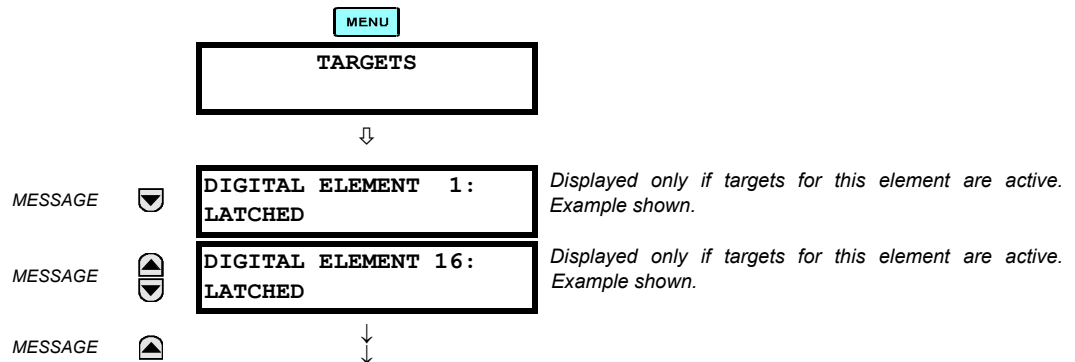 MENU
TARGETS
MESSAGE
DIGITAL ELEMENT 1:
LATCHED
Displayed only if targets for this element are active.
Example shown.
MESSAGE
DIGITAL ELEMENT 16:
LATCHED
Displayed only if targets for this element are active.
Example shown.
MESSAGE